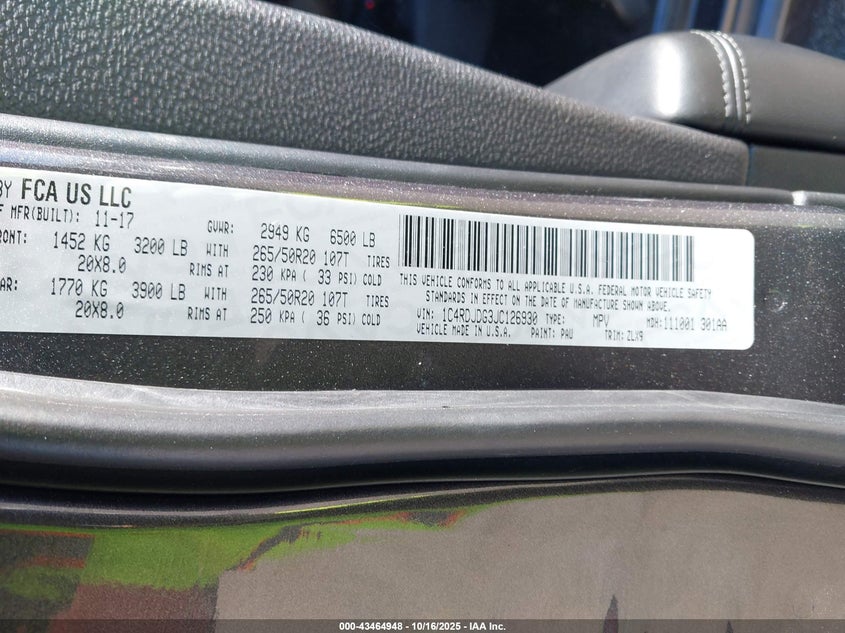 BY FCA US LLC
F MFR(BUILT): 11-17 GVWR: 2949 KG 6500 LB
RONT: 1452 KG 3200 LB WITH 265/50R20 107T TIRES
20X8.0 RIMS AT 230 KPA ( 33 PSI) COLD
AR: 1770 KG 3900 LB WITH 265/50R20 107T TIRES
20X8.0 RIMS AT 250 KPA ( 36 PSI) COLD
THIS VEHICLE CONFORMS TO ALL APPLICABLE U.S.A. FEDERAL MOTOR VEHICLE SAFETY
STANDARDS IN EFFECT ON THE DATE OF MANUFACTURE SHOWN ABOVE.
VIN: 1C4RDJDG3JC126930 TYPE: MPV MDH: 111001 301AA
VEHICLE MADE IN U.S.A. PAINT: PAU TRIM: ZLX9
000-43464948 - 10/16/2025 - IAA Inc.